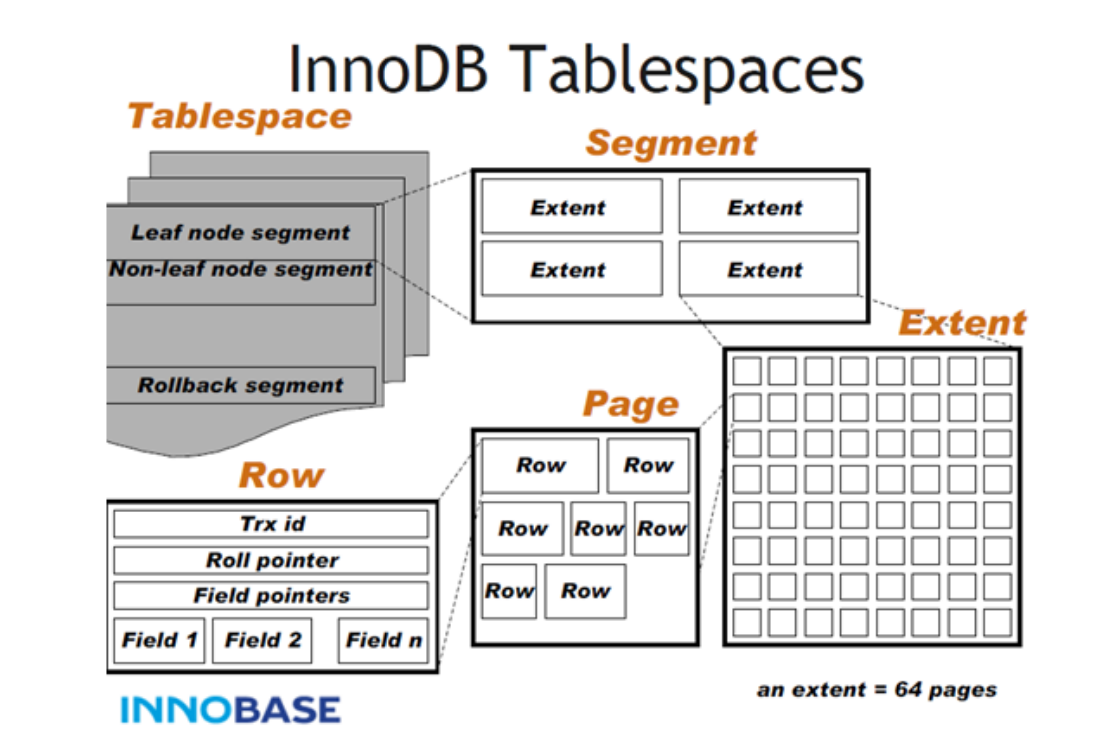 InnoDB Tablespaces
Tablespace
Leaf node segment
Non-leaf node segment
Rollback segment
Segment
Extent Extent
Extent Extent
Extent
an extent = 64 pages
Page
Row Row
Row Row Row
Row Row
Row
Trx id
Roll pointer
Field pointers
Field 1 Field 2 Field n
INNOBASE